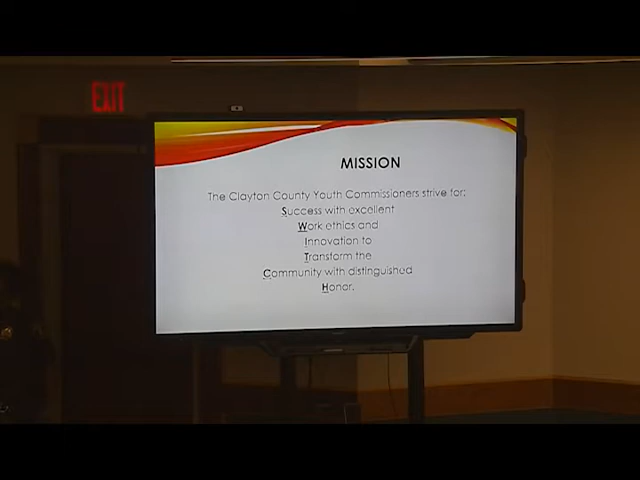 EXIT
MISSION
The Clayton County Youth Commissioners strive for:
Success with excellent
Work ethics and
Innovation to
Transform the
Community with distinguished
Honor.